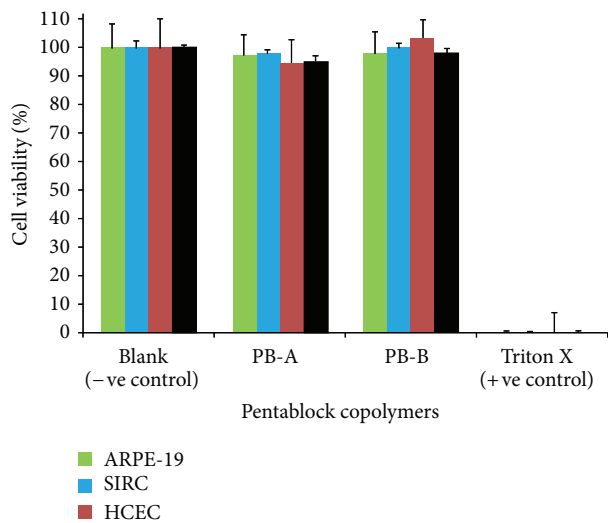 110
100
90
80
70
60
50
40
30
20
10
0
Cell viability (%)
Blank
(−ve control)
PB-A
PB-B
Triton X
(+ve control)
Pentablock copolymers
ARPE-19
SIRC
HCEC